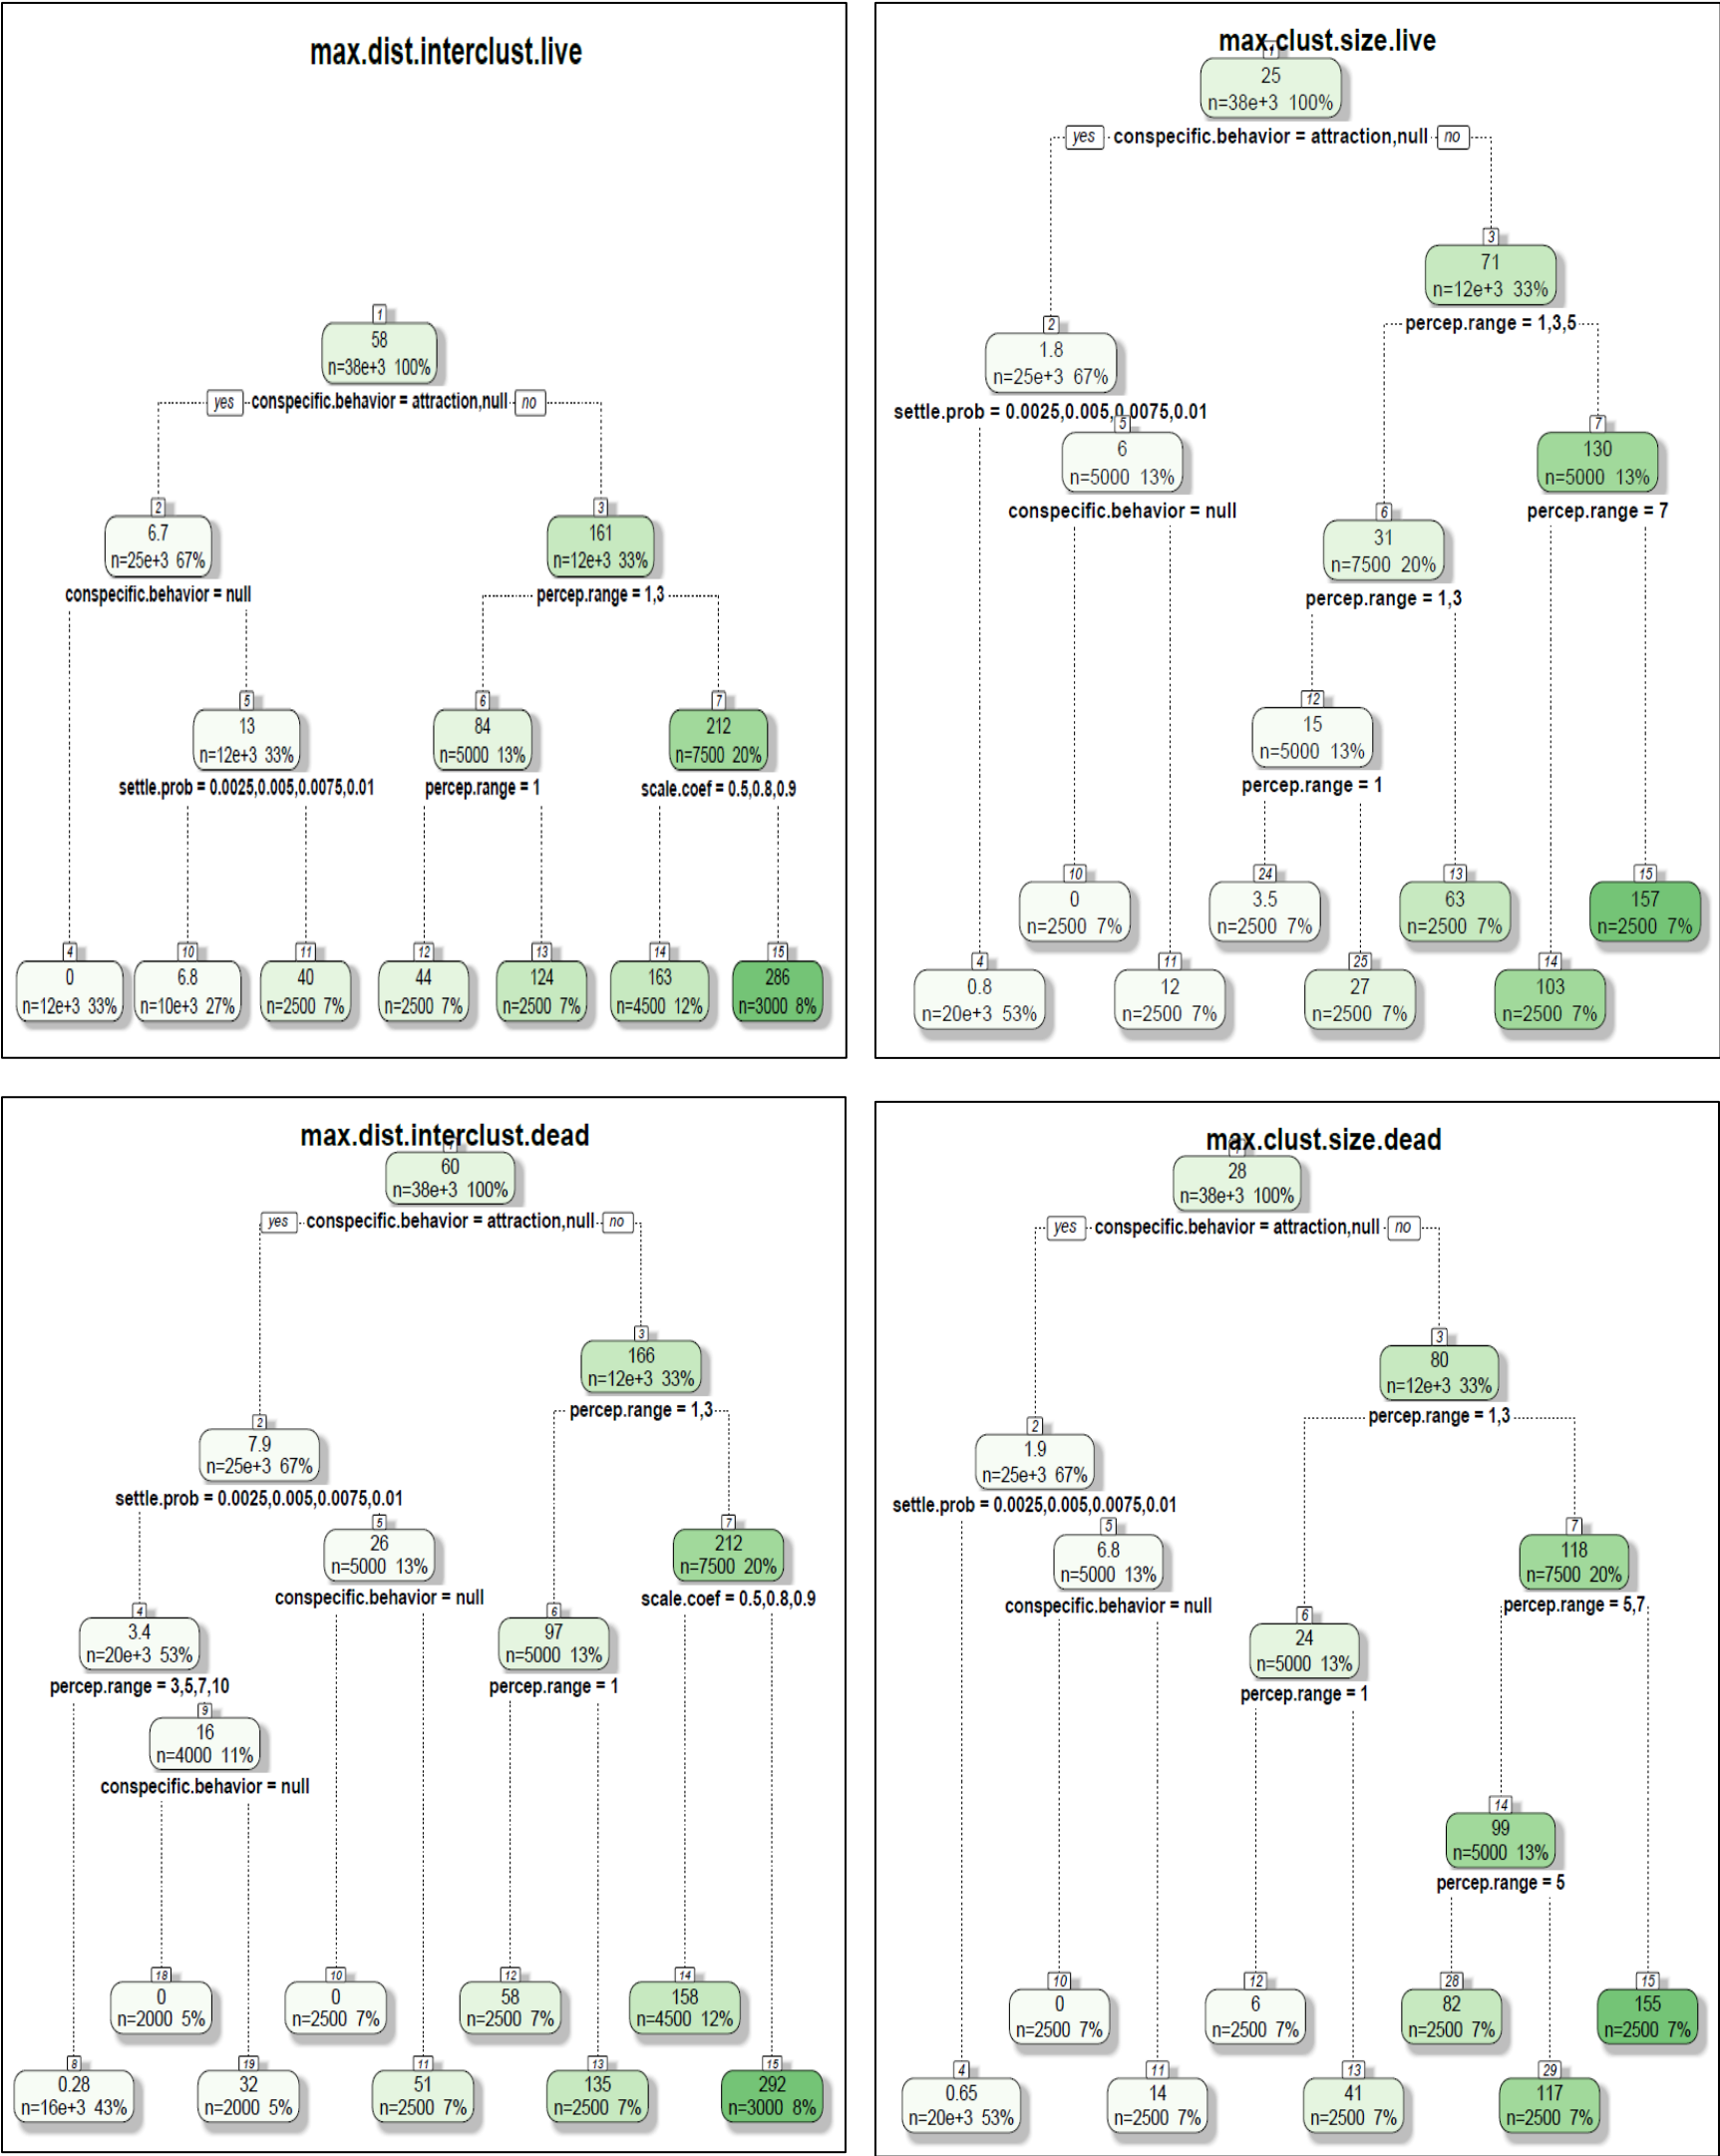 max.dist.interclust.live
1
58
n=38e+3 100%
yes conspecific.behavior = attraction,null no
2
6.7
n=25e+3 67%
conspecific.behavior = null
3
161
n=12e+3 33%
percep.range = 1,3
5
13
n=12e+3 33%
settle.prob = 0.0025,0.005,0.0075,0.01
6
84
n=5000 13%
percep.range = 1
7
212
n=7500 20%
scale.coef = 0.5,0.8,0.9
4
0
n=12e+3 33%
10
6.8
n=10e+3 27%
11
40
n=2500 7%
12
44
n=2500 7%
13
124
n=2500 7%
14
163
n=4500 12%
15
286
n=3000 8%
max.clust.size.live
1
25
n=38e+3 100%
yes conspecific.behavior = attraction,null no
3
71
n=12e+3 33%
percep.range = 1,3,5
2
1.8
n=25e+3 67%
settle.prob = 0.0025,0.005,0.0075,0.01
5
6
n=5000 13%
conspecific.behavior = null
7
130
n=5000 13%
percep.range = 7
6
31
n=7500 20%
percep.range = 1,3
12
15
n=5000 13%
percep.range = 1
10
0
n=2500 7%
24
3.5
n=2500 7%
13
63
n=2500 7%
15
157
n=2500 7%
4
0.8
n=20e+3 53%
11
12
n=2500 7%
25
27
n=2500 7%
14
103
n=2500 7%
max.dist.interclust.dead
60
n=38e+3 100%
yes conspecific.behavior = attraction,null no
3
166
n=12e+3 33%
percep.range = 1,3
2
7.9
n=25e+3 67%
settle.prob = 0.0025,0.005,0.0075,0.01
5
26
n=5000 13%
conspecific.behavior = null
7
212
n=7500 20%
scale.coef = 0.5,0.8,0.9
4
3.4
n=20e+3 53%
percep.range = 3,5,7,10
6
97
n=5000 13%
percep.range = 1
9
16
n=4000 11%
conspecific.behavior = null
18
0
n=2000 5%
10
0
n=2500 7%
12
58
n=2500 7%
14
158
n=4500 12%
8
0.28
n=16e+3 43%
19
32
n=2000 5%
11
51
n=2500 7%
13
135
n=2500 7%
15
292
n=3000 8%
max.clust.size.dead
28
n=38e+3 100%
yes conspecific.behavior = attraction,null no
3
80
n=12e+3 33%
percep.range = 1,3
2
1.9
n=25e+3 67%
settle.prob = 0.0025,0.005,0.0075,0.01
5
6.8
n=5000 13%
conspecific.behavior = null
7
118
n=7500 20%
percep.range = 5,7
6
24
n=5000 13%
percep.range = 1
14
99
n=5000 13%
percep.range = 5
10
0
n=2500 7%
12
6
n=2500 7%
28
82
n=2500 7%
15
155
n=2500 7%
4
0.65
n=20e+3 53%
11
14
n=2500 7%
13
41
n=2500 7%
29
117
n=2500 7%